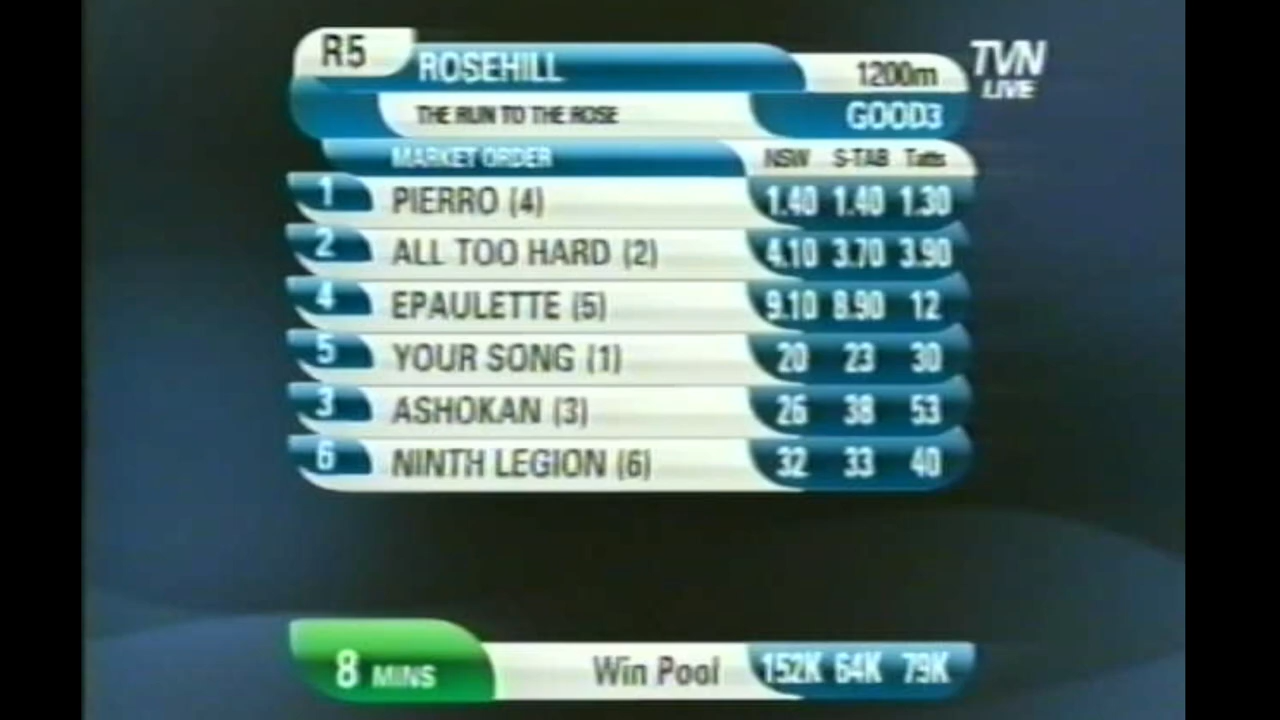 R5 ROSEHILL 1200m
TVN
LIVE
THE RUN TO THE ROSE GOOD3
MARKET ORDER NSW S-TAB Tatts
1 PIERRO (4) 1.40 1.40 1.30
2 ALL TOO HARD (2) 4.10 3.70 3.90
4 EPAULETTE (5) 9.10 8.90 12
5 YOUR SONG (1) 20 23 30
3 ASHOKAN (3) 26 38 53
6 NINTH LEGION (6) 32 33 40
8 MINS Win Pool 152K 64K 79K